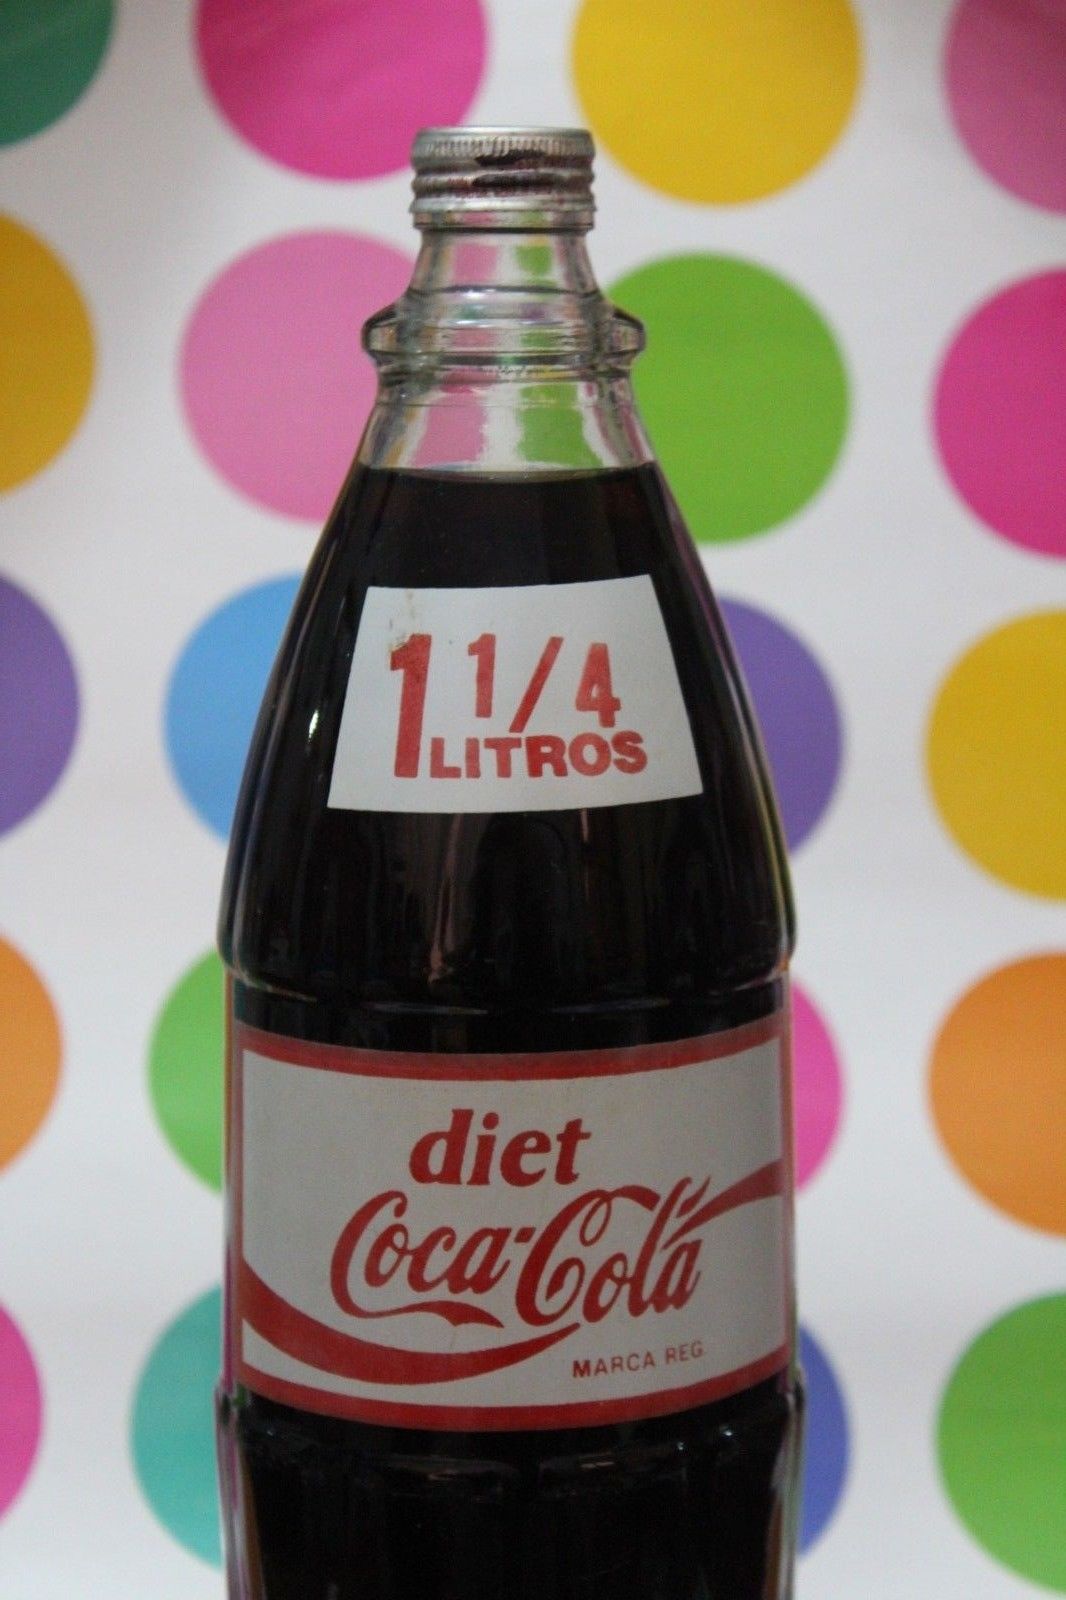 1 1/4
LITROS
diet
Coca-Cola
MARCA REG.